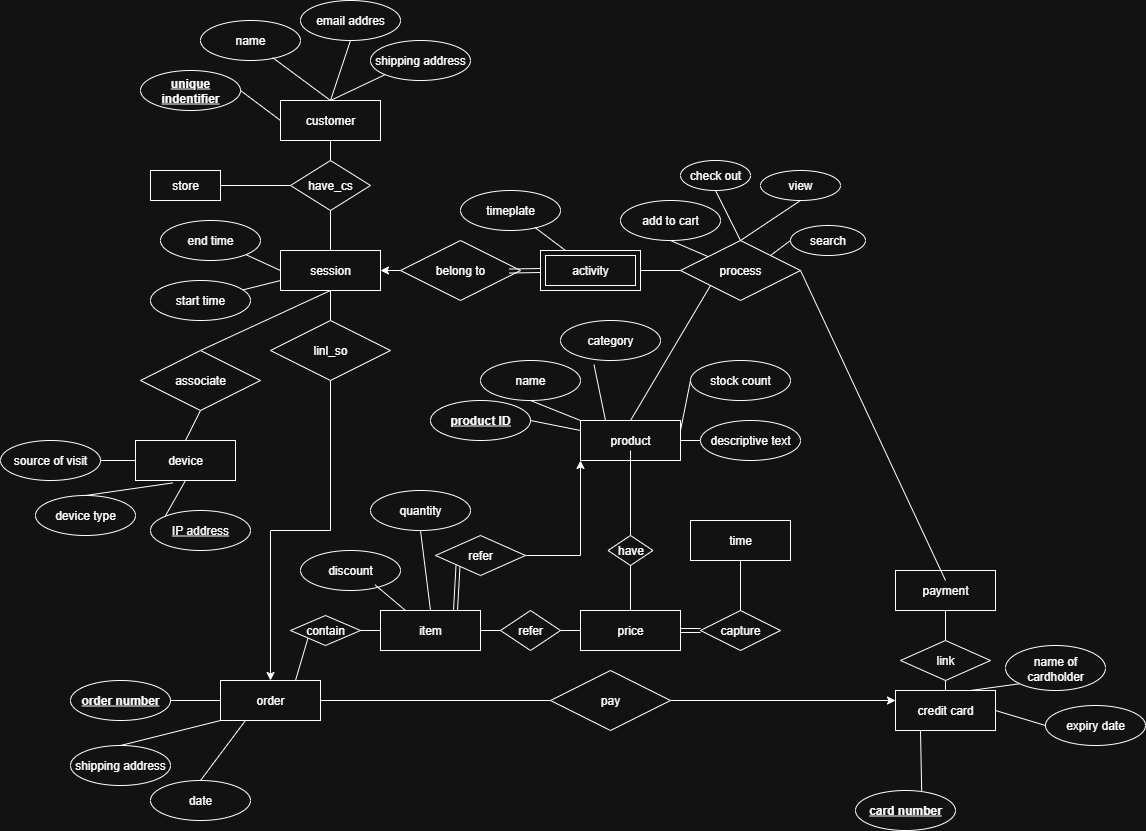 email addres
name
shipping address
unique
indentifier
customer
store
have_cs
check out
view
timeplate
add to cart
search
end time
session
belong to
activity
process
start time
linl_so
category
associate
name
stock count
product ID
product
descriptive text
source of visit
device
quantity
device type
IP address
refer
have
time
discount
payment
contain
item
refer
price
capture
link
name of
cardholder
order number
order
pay
credit card
expiry date
shipping address
date
card number